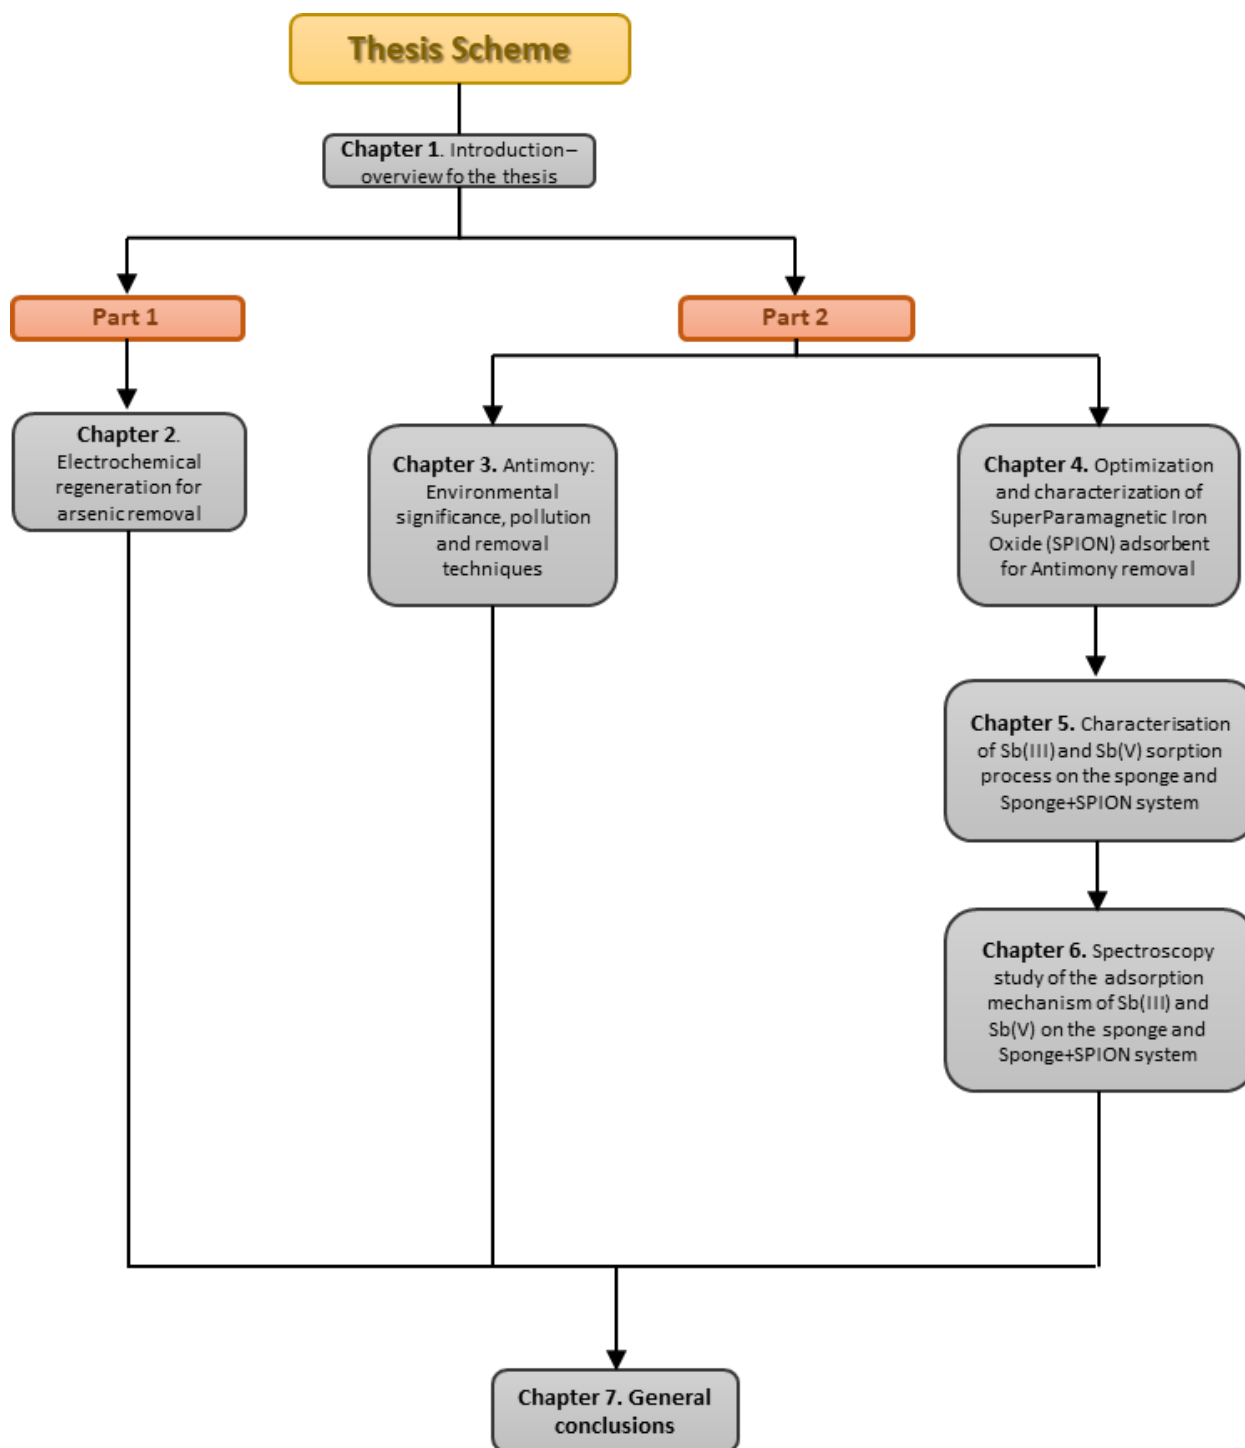 Thesis Scheme
Chapter 1. Introduction–
overview fo the thesis
Part 1
Part 2
Chapter 2.
Electrochemical
regeneration for
arsenic removal
Chapter 3. Antimony:
Environmental
significance, pollution
and removal
techniques
Chapter 4. Optimization
and characterization of
SuperParamagnetic Iron
Oxide (SPION) adsorbent
for Antimony removal
Chapter 5. Characterisation
of Sb(III) and Sb(V) sorption
process on the sponge and
Sponge+SPION system
Chapter 6. Spectroscopy
study of the adsorption
mechanism of Sb(III) and
Sb(V) on the sponge and
Sponge+SPION system
Chapter 7. General
conclusions